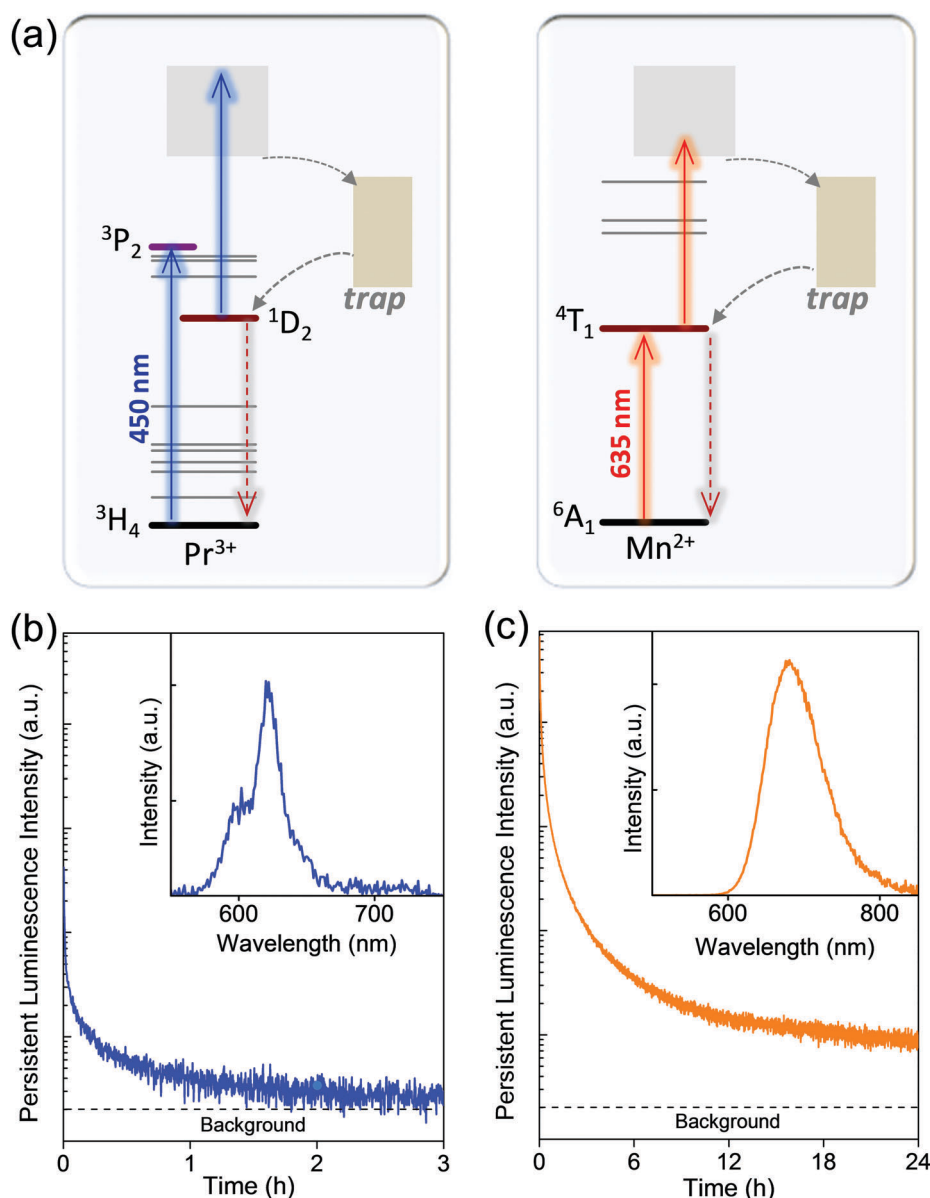 (a)
³P₂
¹D₂
450 nm
³H₄
Pr³⁺
trap
⁴T₁
635 nm
⁶A₁
Mn²⁺
trap
(b)
Persistent Luminescence Intensity (a.u.)
Intensity (a.u.)
600
700
Wavelength (nm)
Background
0
1
2
3
Time (h)
(c)
Persistent Luminescence Intensity (a.u.)
Intensity (a.u.)
600
800
Wavelength (nm)
Background
0
6
12
18
24
Time (h)